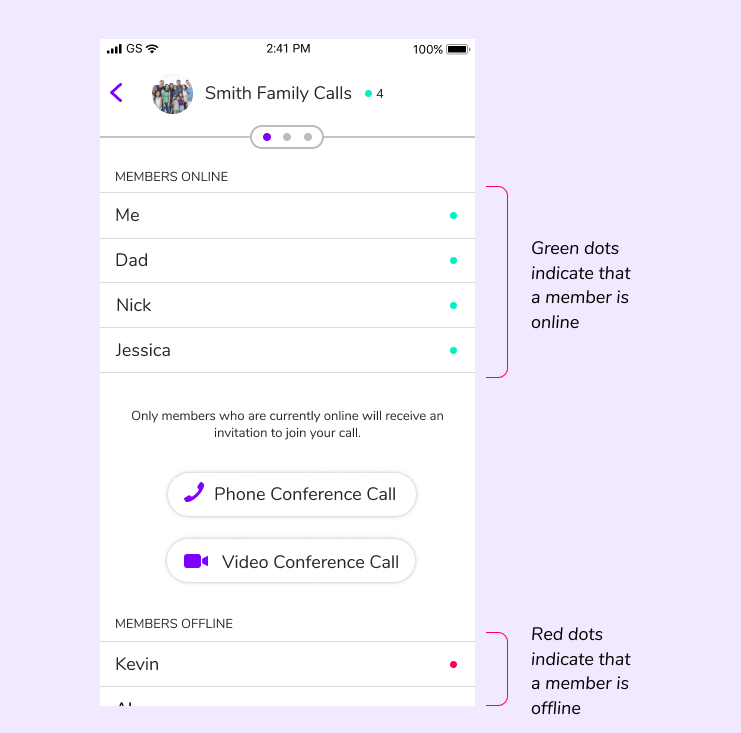 GS 2:41 PM 100%
Smith Family Calls 4
MEMBERS ONLINE
Me
Dad
Nick
Jessica
Green dots
indicate that
a member is
online
Only members who are currently online will receive an
invitation to join your call.
Phone Conference Call
Video Conference Call
MEMBERS OFFLINE
Kevin
Red dots
indicate that
a member is
offline